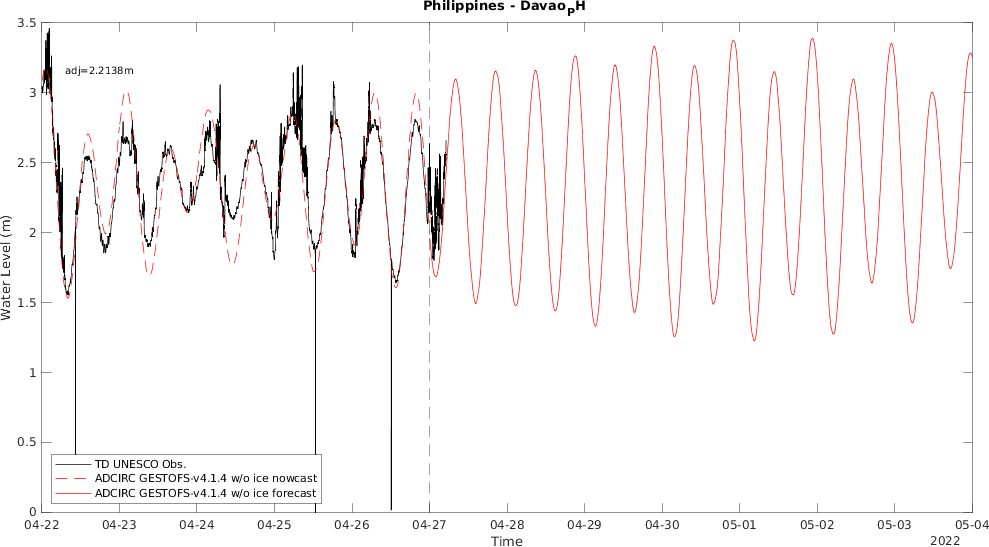 Philippines - DavaopH
3.5
adj=2.2138m
3
2.5
2
1.5
1
0.5
0
Water Level (m)
TD UNESCO Obs.
ADCIRC GESTOFS-v4.1.4 w/o ice nowcast
ADCIRC GESTOFS-v4.1.4 w/o ice forecast
04-22 04-23 04-24 04-25 04-26 04-27 04-28 04-29 04-30 05-01 05-02 05-03 05-04
Time
2022